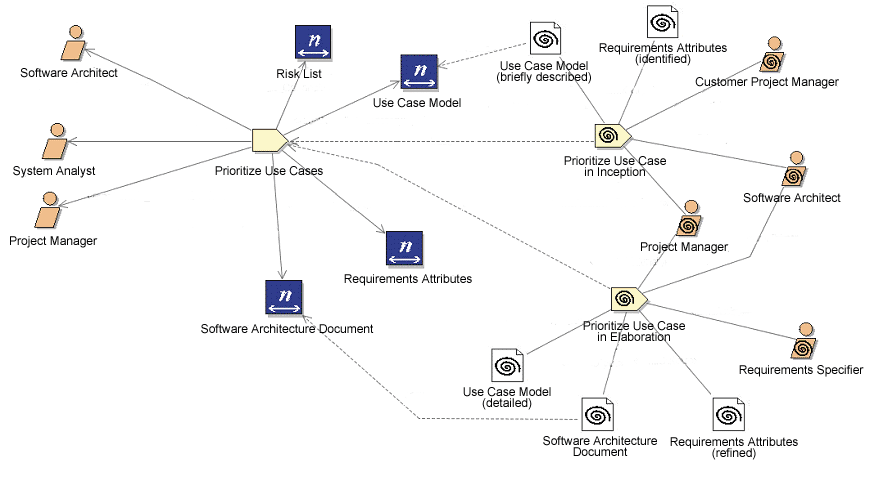 Software Architect
n
Risk List
n
Use Case Model
Use Case Model
(briefly described)
Requirements Attributes
(identified)
Customer Project Manager
System Analyst
Prioritize Use Cases
Prioritize Use Case
in Inception
Software Architect
Project Manager
n
Requirements Attributes
Project Manager
n
Software Architecture Document
Prioritize Use Case
in Elaboration
Requirements Specifier
Use Case Model
(detailed)
Software Architecture
Document
Requirements Attributes
(refined)